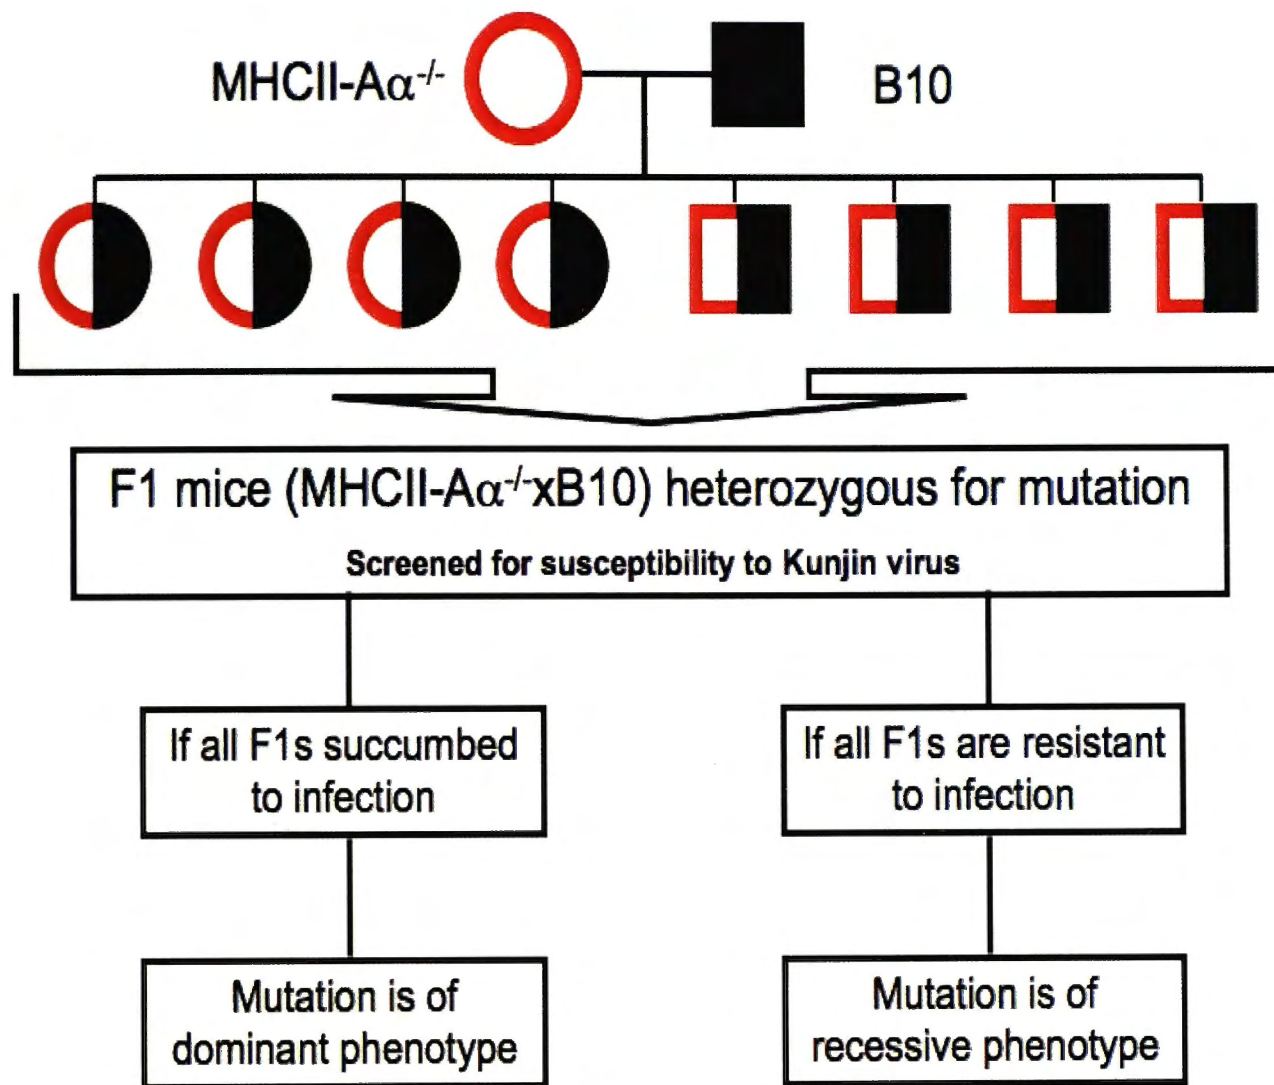 MHCII-Aα-/-
B10
F1 mice (MHCII-Aα-/-xB10) heterozygous for mutation
Screened for susceptibility to Kunjin virus
If all F1s succumbed
to infection
If all F1s are resistant
to infection
Mutation is of
dominant phenotype
Mutation is of
recessive phenotype